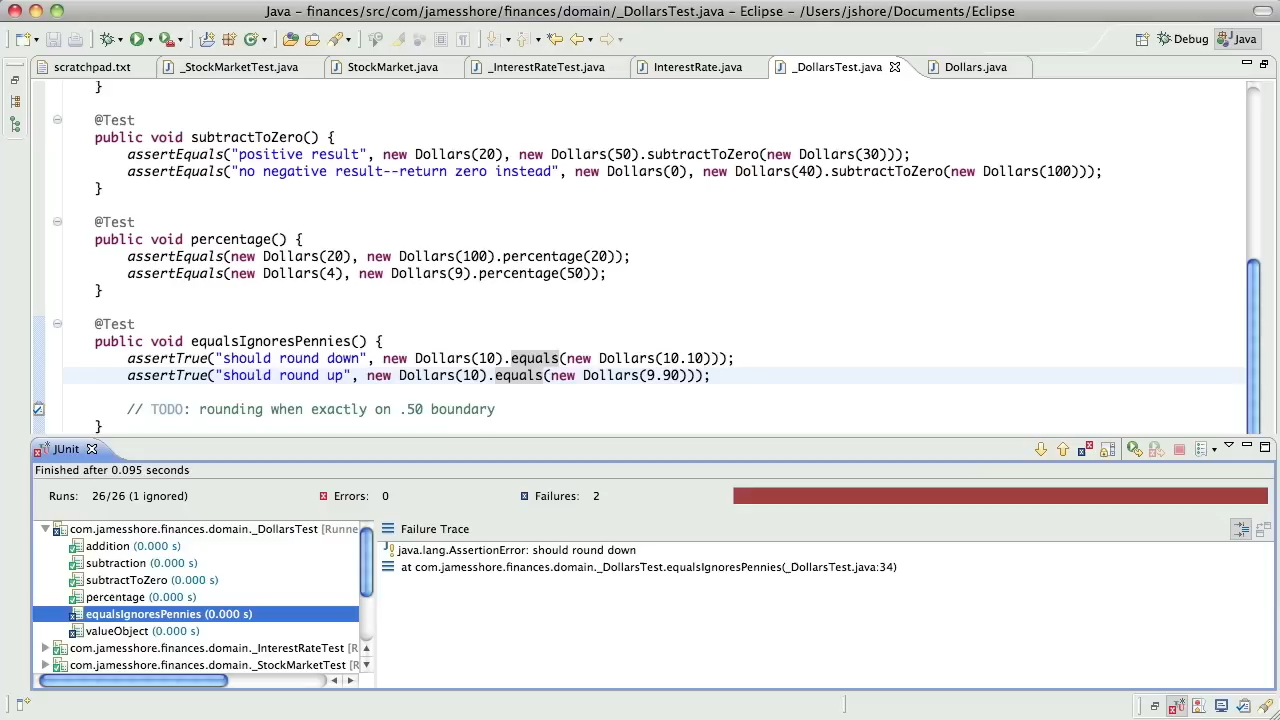 Java - finances/src/com/jamesshore/finances/domain/_DollarsTest.java - Eclipse - /Users/jshore/Documents/Eclipse
Debug Java
scratchpad.txt _StockMarketTest.java StockMarket.java _InterestRateTest.java InterestRate.java _DollarsTest.java Dollars.java
}
@Test
public void subtractToZero() {
assertEquals("positive result", new Dollars(20), new Dollars(50).subtractToZero(new Dollars(30)));
assertEquals("no negative result--return zero instead", new Dollars(0), new Dollars(40).subtractToZero(new Dollars(100)));
}
@Test
public void percentage() {
assertEquals(new Dollars(20), new Dollars(100).percentage(20));
assertEquals(new Dollars(4), new Dollars(9).percentage(50));
}
@Test
public void equalsIgnoresPennies() {
assertTrue("should round down", new Dollars(10).equals(new Dollars(10.10)));
assertTrue("should round up", new Dollars(10).equals(new Dollars(9.90)));
// TODO: rounding when exactly on .50 boundary
}
JUnit
Finished after 0.095 seconds
Runs: 26/26 (1 ignored) Errors: 0 Failures: 2
com.jamesshore.finances.domain._DollarsTest [Runne
addition (0.000 s)
subtraction (0.000 s)
subtractToZero (0.000 s)
percentage (0.000 s)
equalsIgnoresPennies (0.000 s)
valueObject (0.000 s)
com.jamesshore.finances.domain._InterestRateTest [R
com.jamesshore.finances.domain._StockMarketTest [R
Failure Trace
java.lang.AssertionError: should round down
at com.jamesshore.finances.domain._DollarsTest.equalsIgnoresPennies(_DollarsTest.java:34)